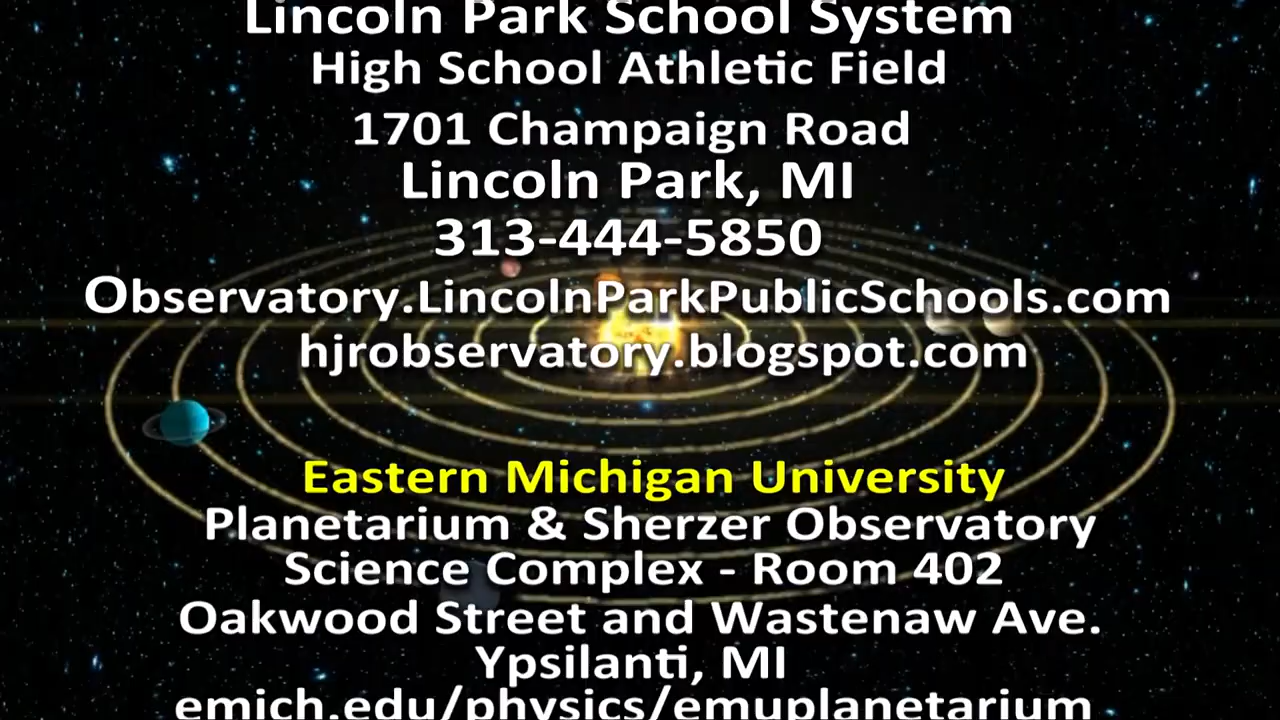 Lincoln Park School System
High School Athletic Field
1701 Champaign Road
Lincoln Park, MI
313-444-5850
Observatory.LincolnParkPublicSchools.com
hjrobservatory.blogspot.com
Eastern Michigan University
Planetarium & Sherzer Observatory
Science Complex - Room 402
Oakwood Street and Wastenaw Ave.
Ypsilanti, MI
emich.edu/physics/emuplanetarium